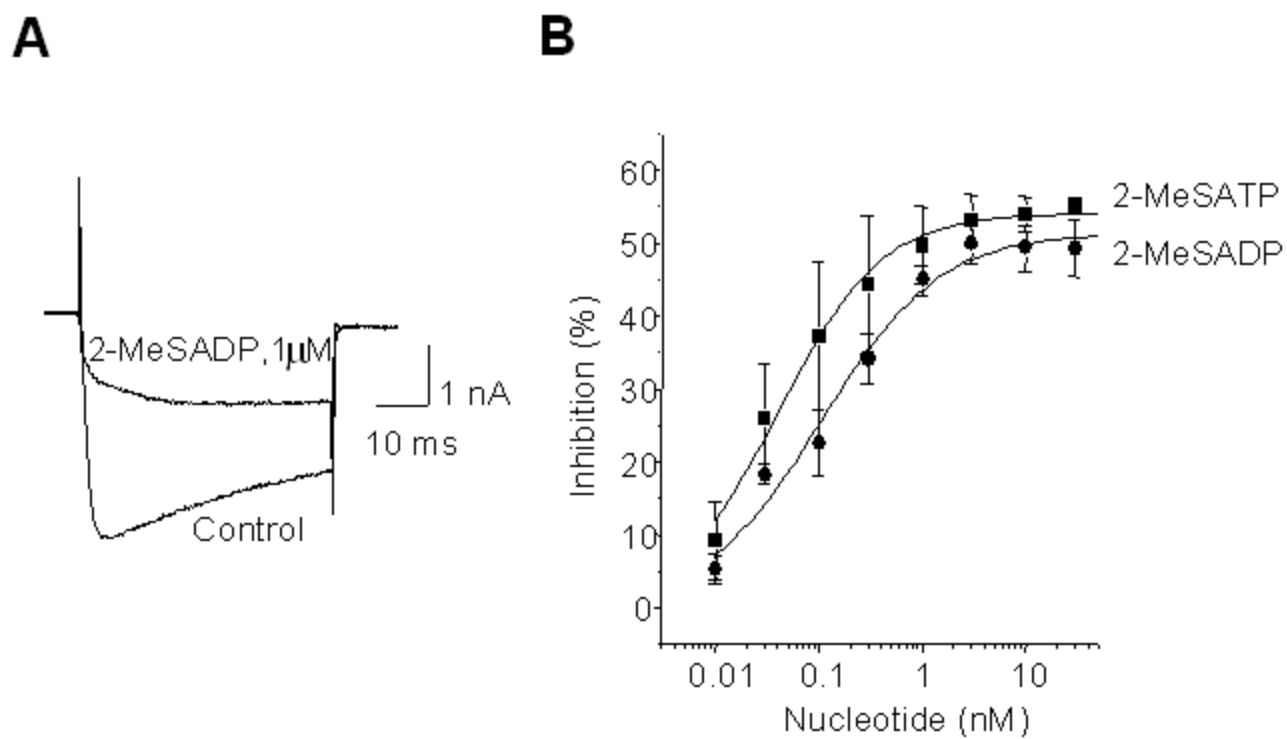 A
B
2-MeSADP, 1µM
1 nA
10 ms
Control
60
50
40
30
20
10
0
Inhibition (%)
2-MeSATP
2-MeSADP
0.01 0.1 1 10
Nucleotide (nM)